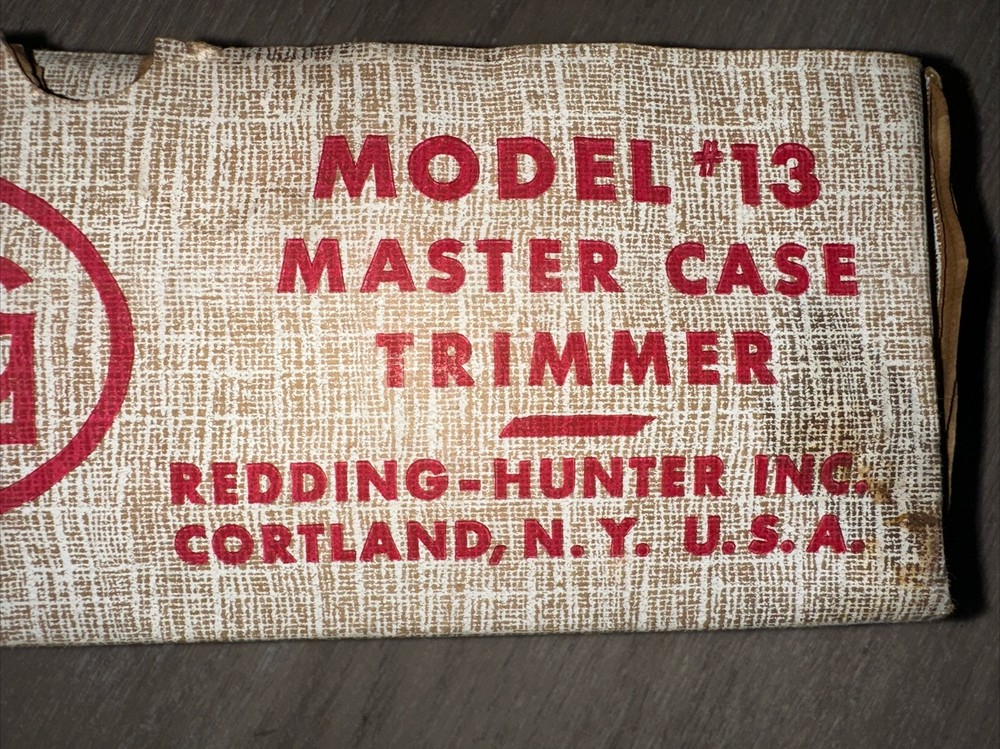 MODEL #13
MASTER CASE
TRIMMER
REDDING-HUNTER INC.
CORTLAND, N.Y. U.S.A.